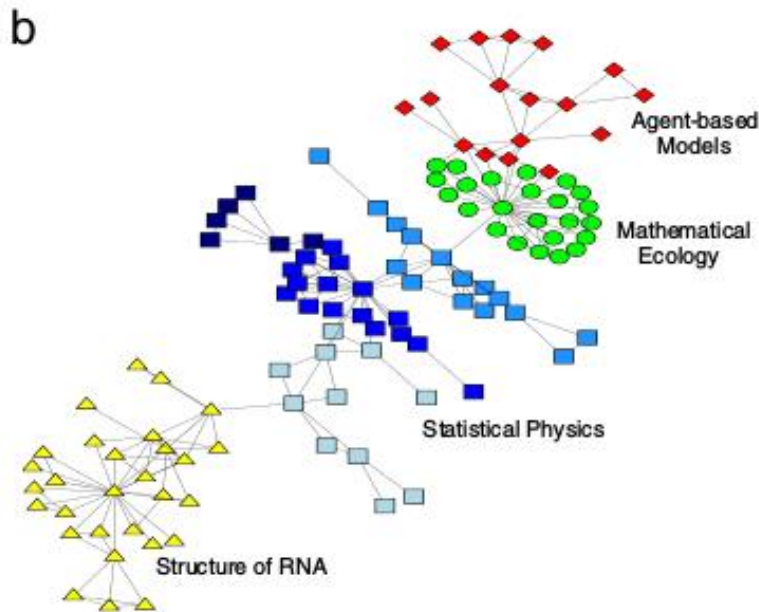 b
Agent-based
Models
Mathematical
Ecology
Statistical Physics
Structure of RNA